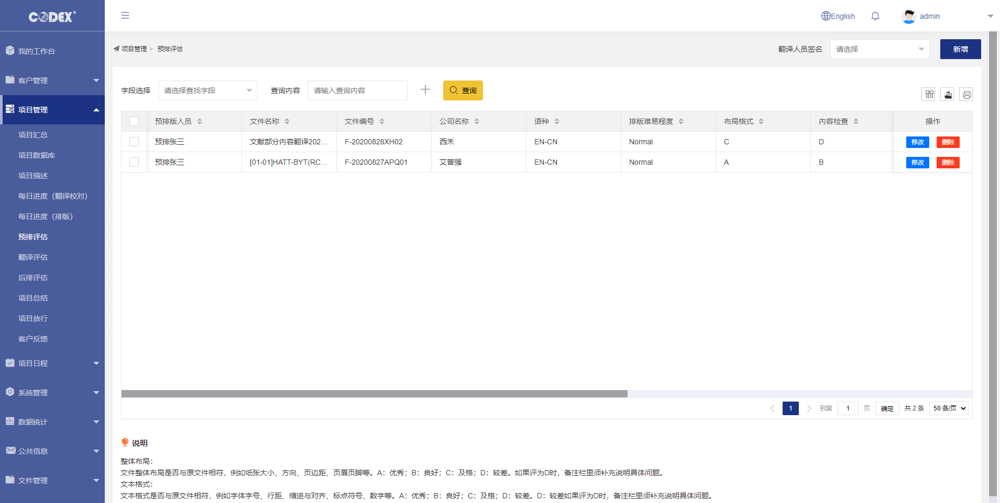 CODEX®
English
admin
我的工作台
客户管理
项目管理
项目汇总
项目数据库
项目描述
每日进度（翻译校对）
每日进度（排版）
预排评估
翻译评估
后排评估
项目总结
项目放行
客户反馈
项目日程
系统管理
数据统计
公共信息
文件管理
项目管理 > 预排评估
翻译人员签名 请选择 新增
字段选择 请选择查找字段 查询内容 请输入查询内容 查询
预排版人员 文件名称 文件编号 公司名称 语种 排版难易程度 布局格式 内容检查 操作
预排张三 文献部分内容翻译202... F-20200828XH02 西禾 EN-CN Normal C D 修改 删除
预排张三 [01-01]HATT-BYT(RC... F-20200827APQ01 艾普强 EN-CN Normal A B 修改 删除
1 到第 1 页 确定 共 2 条 50 条/页
说明
整体布局：
文件整体布局是否与原文件相符，例如纸张大小、方向、页边距、页眉页脚等。A：优秀；B：良好；C：及格；D：较差。如果评为D时，备注栏里须补充说明具体问题。
文本格式：
文本格式是否与原文件相符，例如字体字号、行距、缩进与对齐、标点符号、数字等。A：优秀；B：良好；C：及格；D：较差。D：较差如果评为D时，备注栏里须补充说明具体问题。